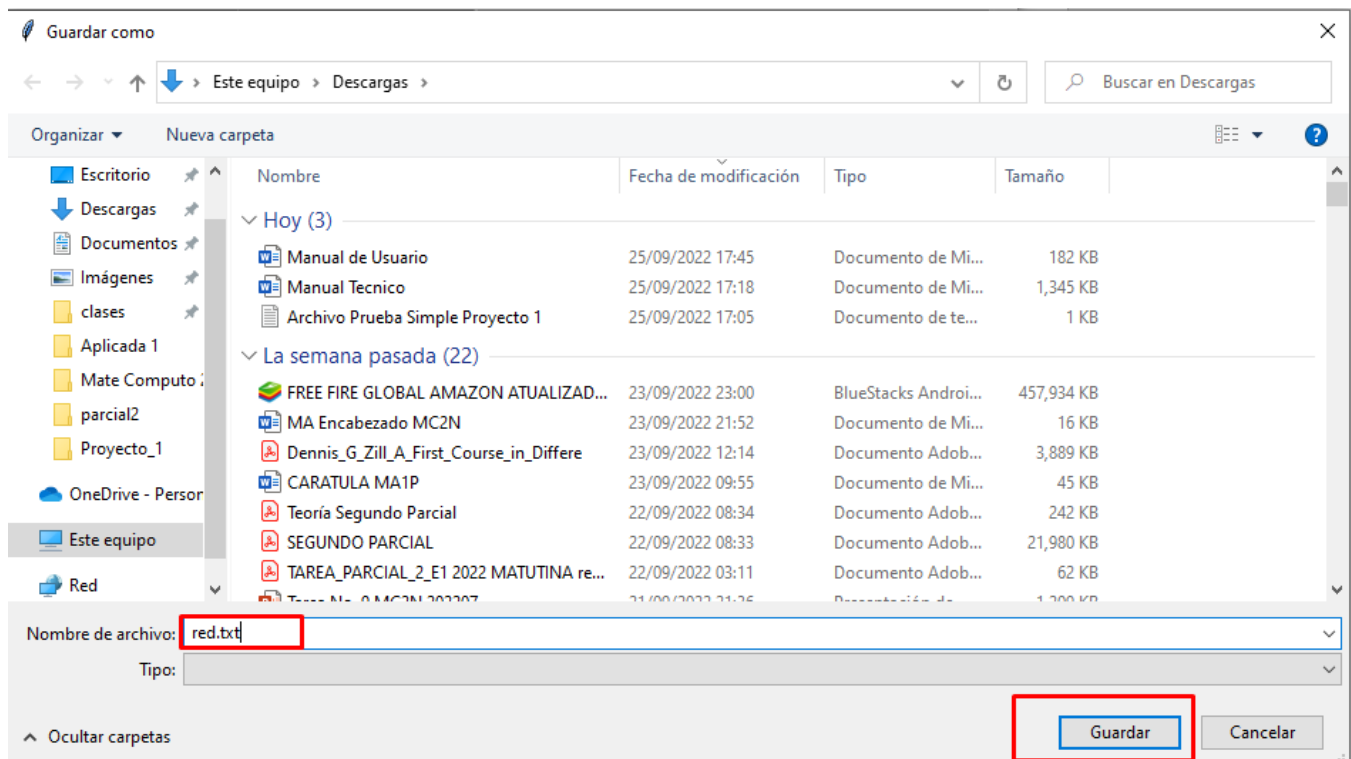 Guardar como
Este equipo > Descargas >
Buscar en Descargas
Organizar Nueva carpeta
Nombre Fecha de modificación Tipo Tamaño
Escritorio
Descargas
Documentos
Imágenes
clases
Aplicada 1
Mate Computo
parcial2
Proyecto_1
OneDrive - Person
Este equipo
Red
Hoy (3)
Manual de Usuario 25/09/2022 17:45 Documento de Mi... 182 KB
Manual Tecnico 25/09/2022 17:18 Documento de Mi... 1,345 KB
Archivo Prueba Simple Proyecto 1 25/09/2022 17:05 Documento de te... 1 KB
La semana pasada (22)
FREE FIRE GLOBAL AMAZON ATUALIZAD... 23/09/2022 23:00 BlueStacks Androi... 457,934 KB
MA Encabezado MC2N 23/09/2022 21:52 Documento de Mi... 16 KB
Dennis_G_Zill_A_First_Course_in_Differe 23/09/2022 12:14 Documento Adob... 3,889 KB
CARATULA MA1P 23/09/2022 09:55 Documento de Mi... 45 KB
Teoría Segundo Parcial 22/09/2022 08:34 Documento Adob... 242 KB
SEGUNDO PARCIAL 22/09/2022 08:33 Documento Adob... 21,980 KB
TAREA_PARCIAL_2_E1 2022 MATUTINA re... 22/09/2022 03:11 Documento Adob... 62 KB
Nombre de archivo: red.txt
Tipo:
Ocultar carpetas
Guardar Cancelar